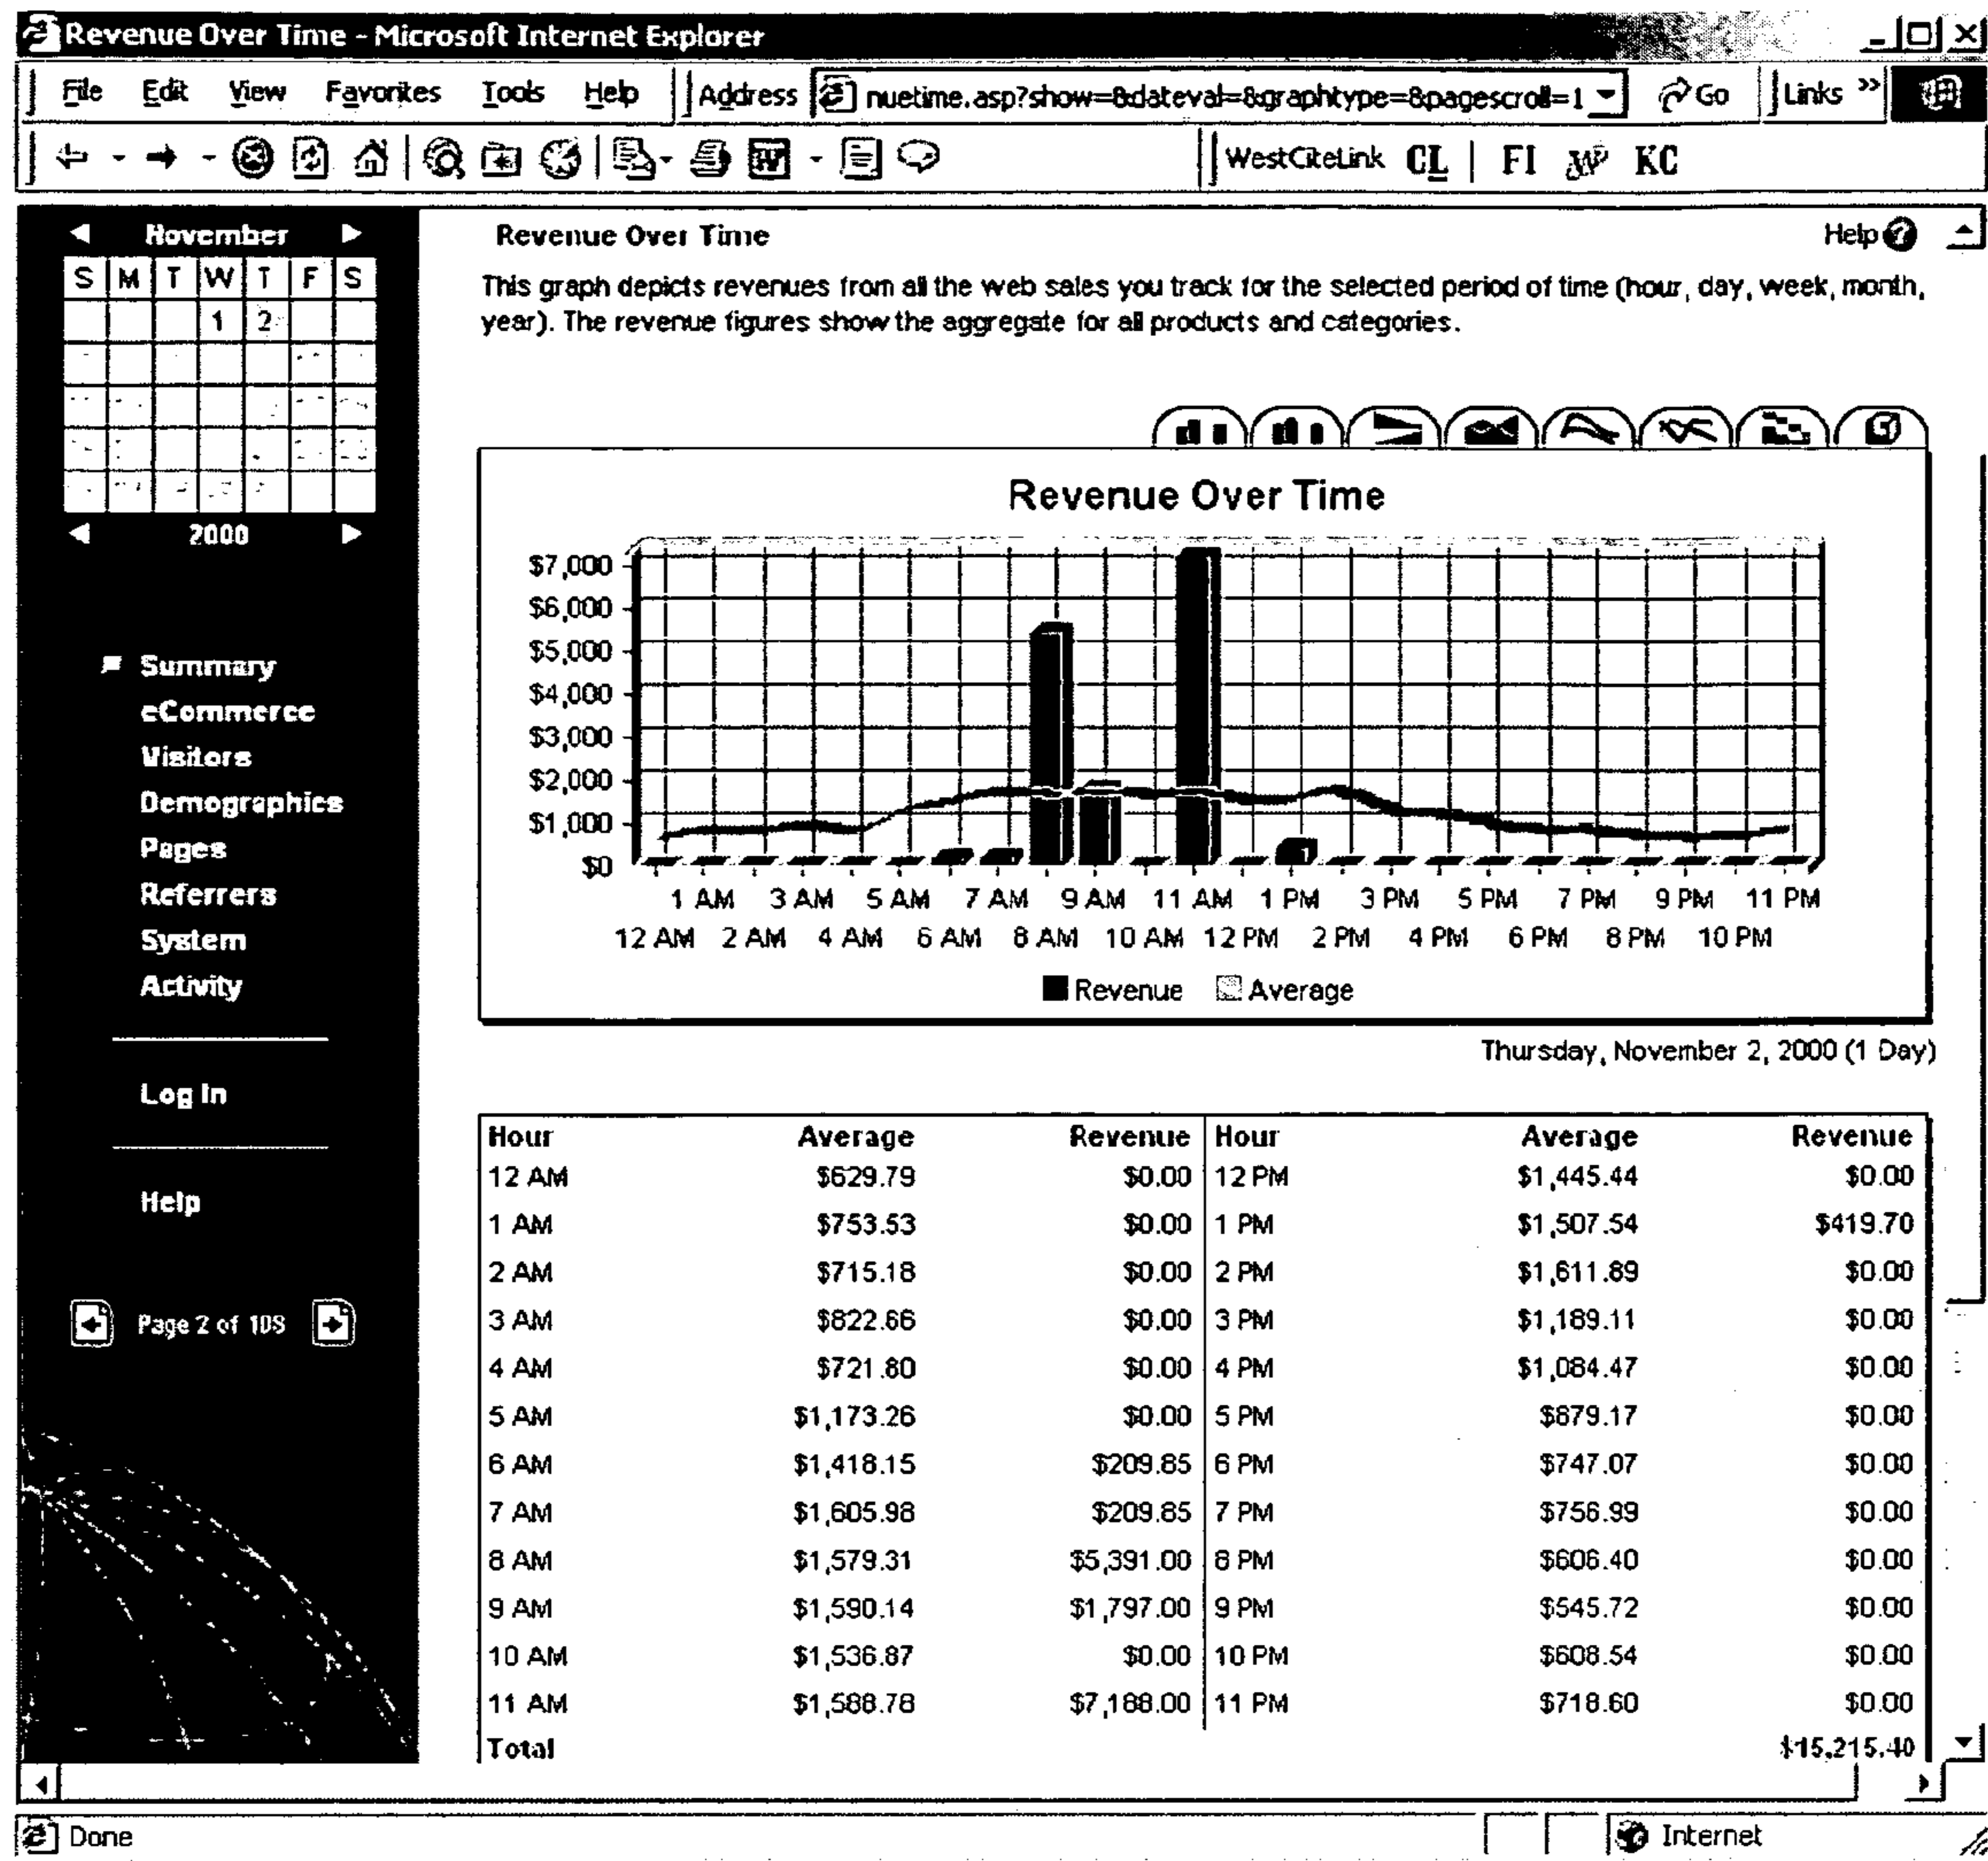 Revenue Over Time - Microsoft Internet Explorer
File Edit View Favorites Tools Help Address nuetime.asp?show=&dateval=&graphtype=&pagescroll=1 Go Links »
WestCiteLink CL | FI WP KC
November
S M T W T F S
1 2
2000
Summary
eCommerce
Visitors
Demographics
Pages
Referrers
System
Activity
Log In
Help
Page 2 of 108
Revenue Over Time Help
This graph depicts revenues from all the web sales you track for the selected period of time (hour, day, week, month,
year). The revenue figures show the aggregate for all products and categories.
Revenue Over Time
$7,000
$6,000
$5,000
$4,000
$3,000
$2,000
$1,000
$0
1 AM 3 AM 5 AM 7 AM 9 AM 11 AM 1 PM 3 PM 5 PM 7 PM 9 PM 11 PM
12 AM 2 AM 4 AM 6 AM 8 AM 10 AM 12 PM 2 PM 4 PM 6 PM 8 PM 10 PM
Revenue Average
Thursday, November 2, 2000 (1 Day)
Hour Average Revenue Hour Average Revenue
12 AM $629.79 $0.00 12 PM $1,445.44 $0.00
1 AM $753.53 $0.00 1 PM $1,507.54 $419.70
2 AM $715.18 $0.00 2 PM $1,611.89 $0.00
3 AM $822.66 $0.00 3 PM $1,189.11 $0.00
4 AM $721.80 $0.00 4 PM $1,084.47 $0.00
5 AM $1,173.26 $0.00 5 PM $879.17 $0.00
6 AM $1,418.15 $209.85 6 PM $747.07 $0.00
7 AM $1,605.98 $209.85 7 PM $756.99 $0.00
8 AM $1,579.31 $5,391.00 8 PM $606.40 $0.00
9 AM $1,590.14 $1,797.00 9 PM $545.72 $0.00
10 AM $1,536.87 $0.00 10 PM $608.54 $0.00
11 AM $1,588.78 $7,188.00 11 PM $718.60 $0.00
Total $15,215.40
Done Internet